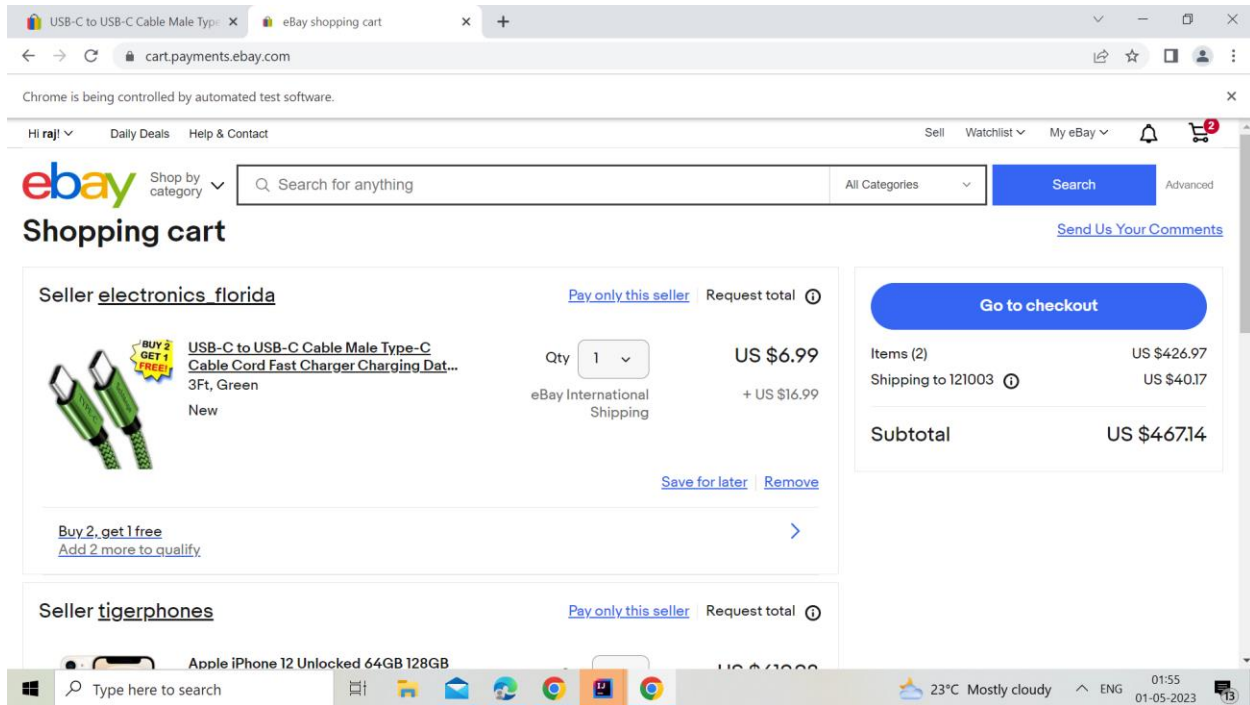 USB-C to USB-C Cable Male Type
eBay shopping cart
cart.payments.ebay.com
Chrome is being controlled by automated test software.
Hi raj! Daily Deals Help & Contact Sell Watchlist My eBay 2
ebay
Shop by
category
Search for anything All Categories Search Advanced
Shopping cart
Send Us Your Comments
Seller electronics_florida Pay only this seller Request total
BUY 2
GET 1
FREE!
TYPE-C
USB-C to USB-C Cable Male Type-C
Cable Cord Fast Charger Charging Dat...
3Ft, Green
New
Qty 1 US $6.99
eBay International
Shipping
+ US $16.99
Save for later Remove
Buy 2, get 1 free
Add 2 more to qualify
Go to checkout
Items (2) US $426.97
Shipping to 121003 US $40.17
Subtotal US $467.14
Seller tigerphones Pay only this seller Request total
Apple iPhone 12 Unlocked 64GB 128GB
Type here to search
23°C Mostly cloudy ENG
01:55
01-05-2023
13